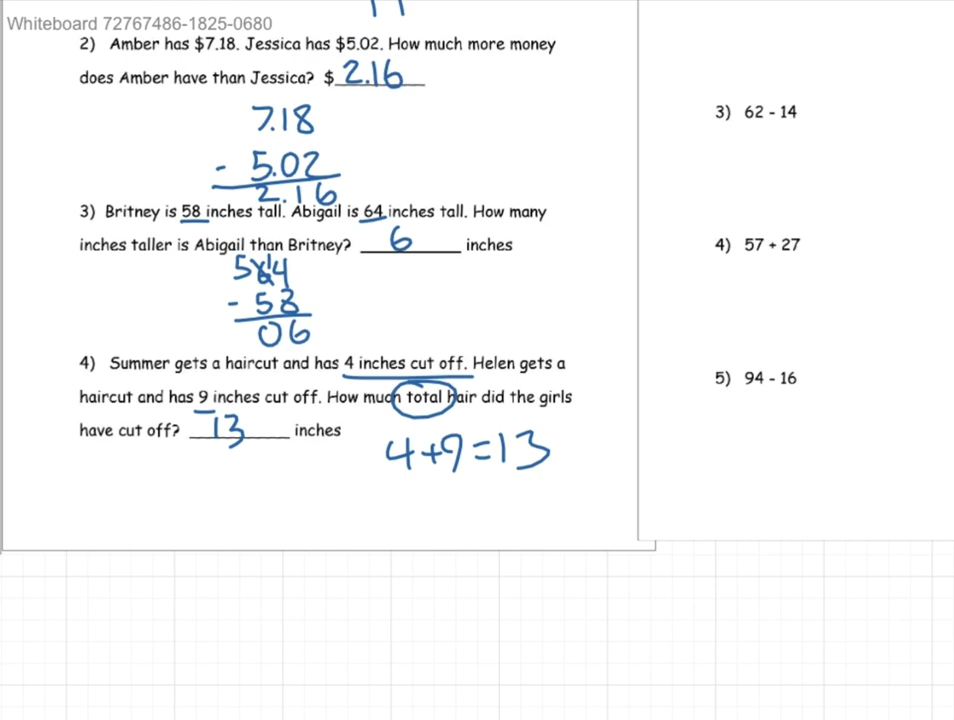 Whiteboard 72767486-1825-0680
2) Amber has $7.18. Jessica has $5.02. How much more money
does Amber have than Jessica? $ 2.16
7.18
- 5.02
2.16
3) Britney is 58 inches tall. Abigail is 64 inches tall. How many
inches taller is Abigail than Britney? 6 inches
5 6 14
- 58
06
4) Summer gets a haircut and has 4 inches cut off. Helen gets a
haircut and has 9 inches cut off. How much total hair did the girls
have cut off? 13 inches
4+9=13
3) 62 - 14
4) 57 + 27
5) 94 - 16